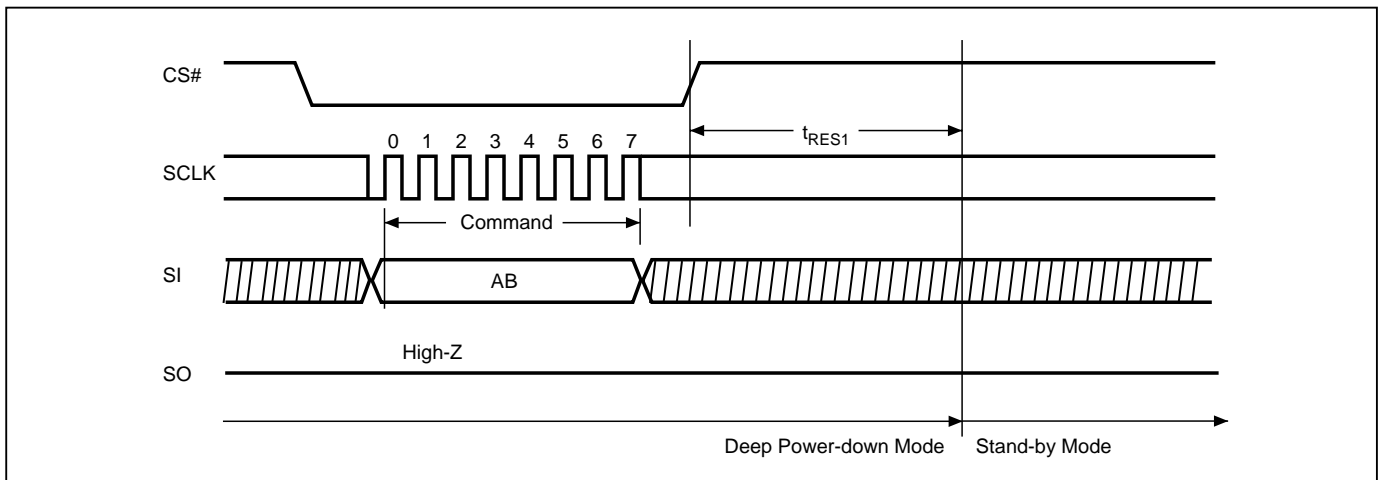 CS#
tRES1
0 1 2 3 4 5 6 7
SCLK
Command
SI
AB
High-Z
SO
Deep Power-down Mode Stand-by Mode